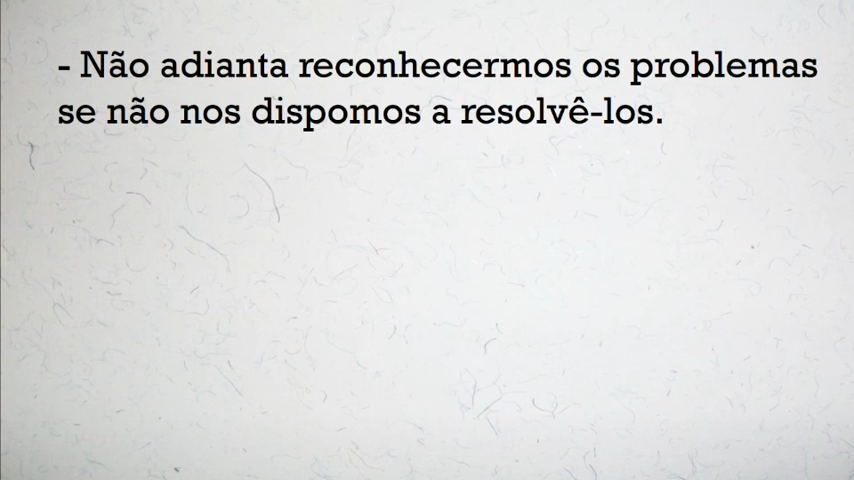 - Não adianta reconhecermos os problemas
se não nos dispomos a resolvê-los.